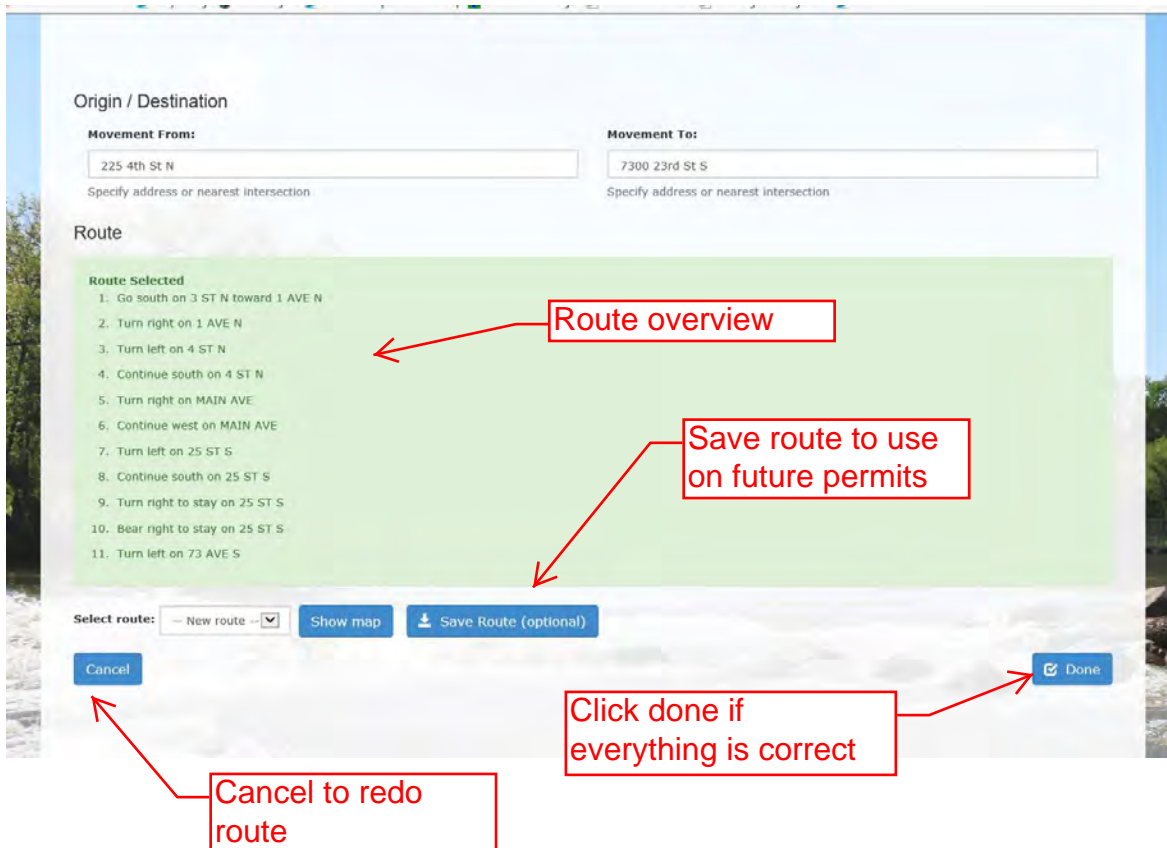 Origin / Destination
Movement From:
Movement To:
225 4th St N
7300 23rd St S
Specify address or nearest intersection
Specify address or nearest intersection
Route
Route Selected
1. Go south on 3 ST N toward 1 AVE N
2. Turn right on 1 AVE N
3. Turn left on 4 ST N
4. Continue south on 4 ST N
5. Turn right on MAIN AVE
6. Continue west on MAIN AVE
7. Turn left on 25 ST S
8. Continue south on 25 ST S
9. Turn right to stay on 25 ST S
10. Bear right to stay on 25 ST S
11. Turn left on 73 AVE S
Route overview
Save route to use
on future permits
Select route:
-- New route --
Show map
Save Route (optional)
Cancel
Done
Click done if
everything is correct
Cancel to redo
route